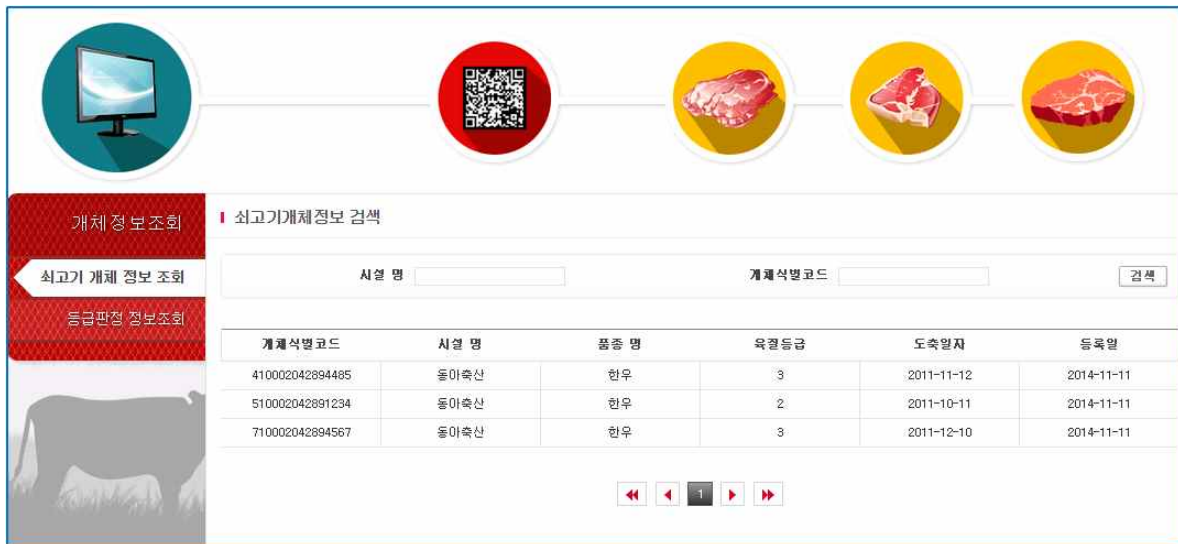 개체정보조회
쇠고기 개체 정보 조회
등급판정 정보조회
쇠고기개체정보 검색
시설 명 개체식별코드 검색
개체식별코드 시설 명 품종 명 육질등급 도축일자 등록일
410002042894485 동아축산 한우 3 2011-11-12 2014-11-11
510002042891234 동아축산 한우 2 2011-10-11 2014-11-11
710002042894567 동아축산 한우 3 2011-12-10 2014-11-11
1